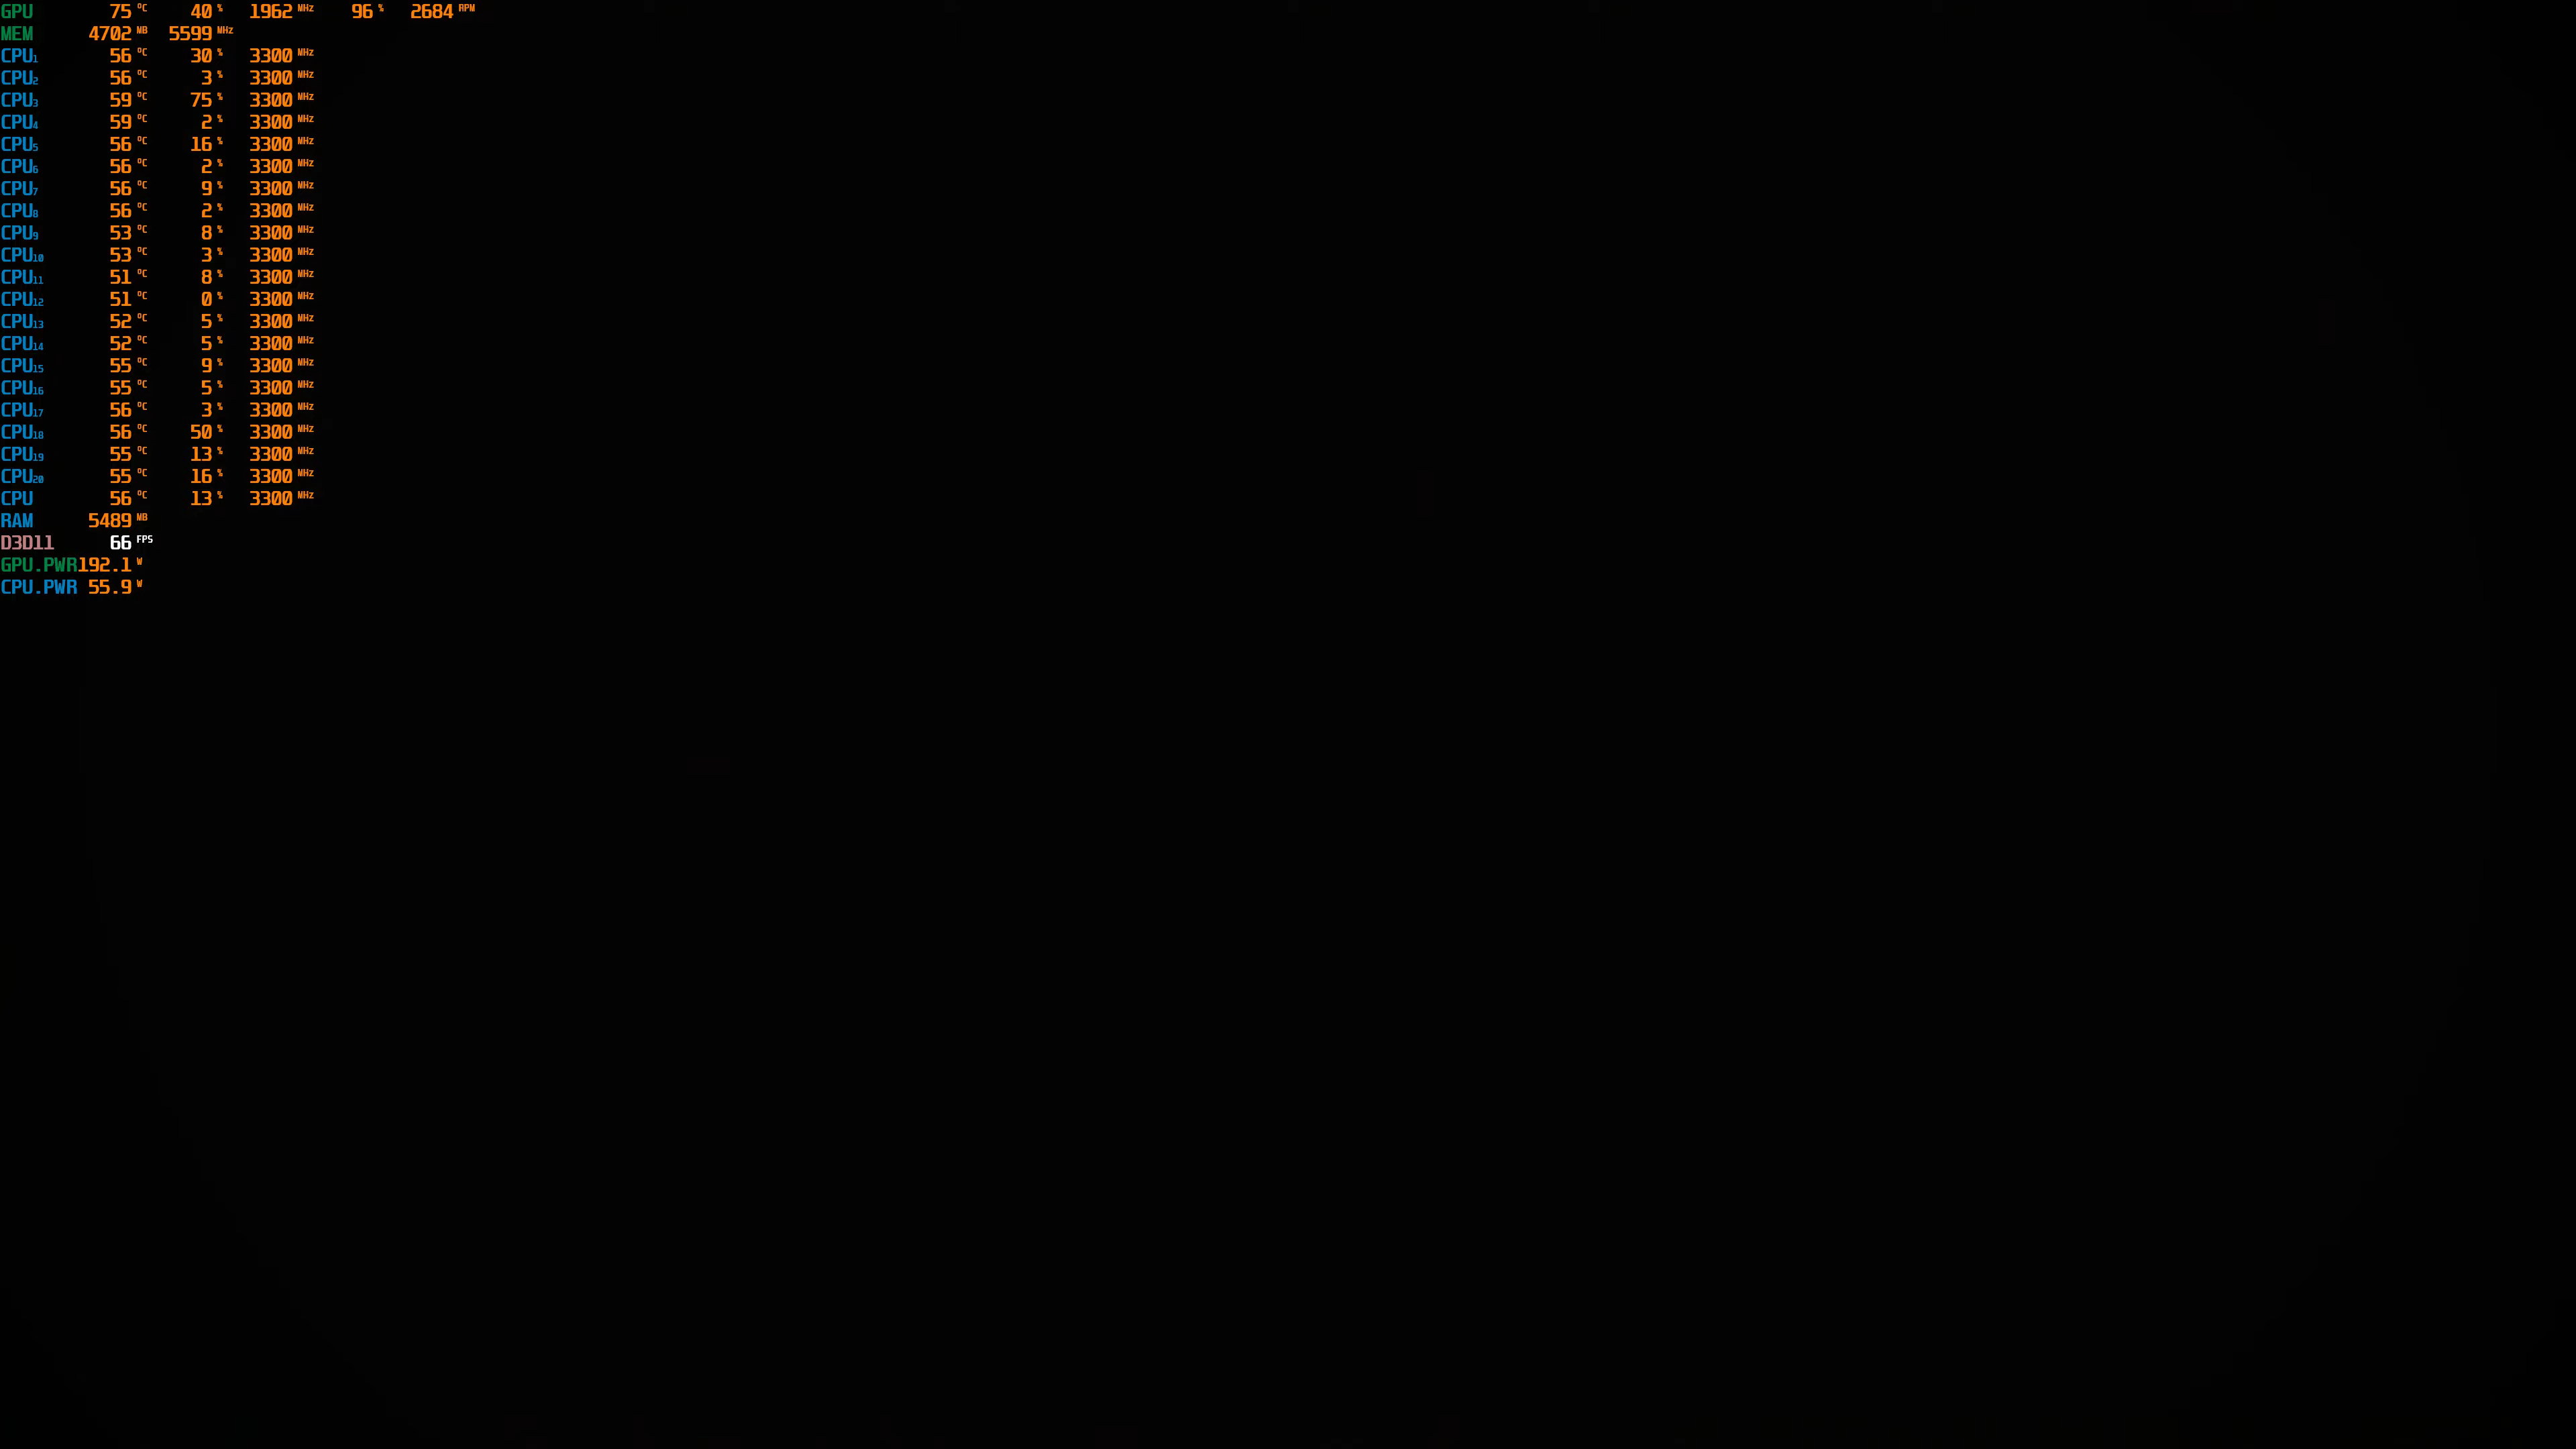 GPU 75 °C 40 % 1962 MHz 96 % 2684 RPM
MEM 4702 MB 5599 MHz
CPU1 56 °C 30 % 3300 MHz
CPU2 56 °C 3 % 3300 MHz
CPU3 59 °C 75 % 3300 MHz
CPU4 59 °C 2 % 3300 MHz
CPU5 56 °C 16 % 3300 MHz
CPU6 56 °C 2 % 3300 MHz
CPU7 56 °C 9 % 3300 MHz
CPU8 56 °C 2 % 3300 MHz
CPU9 53 °C 8 % 3300 MHz
CPU10 53 °C 3 % 3300 MHz
CPU11 51 °C 8 % 3300 MHz
CPU12 51 °C 0 % 3300 MHz
CPU13 52 °C 5 % 3300 MHz
CPU14 52 °C 5 % 3300 MHz
CPU15 55 °C 9 % 3300 MHz
CPU16 55 °C 5 % 3300 MHz
CPU17 56 °C 3 % 3300 MHz
CPU18 56 °C 50 % 3300 MHz
CPU19 55 °C 13 % 3300 MHz
CPU20 55 °C 16 % 3300 MHz
CPU 56 °C 13 % 3300 MHz
RAM 5489 MB
D3D11 66 FPS
GPU.PWR 192.1 W
CPU.PWR 55.9 W